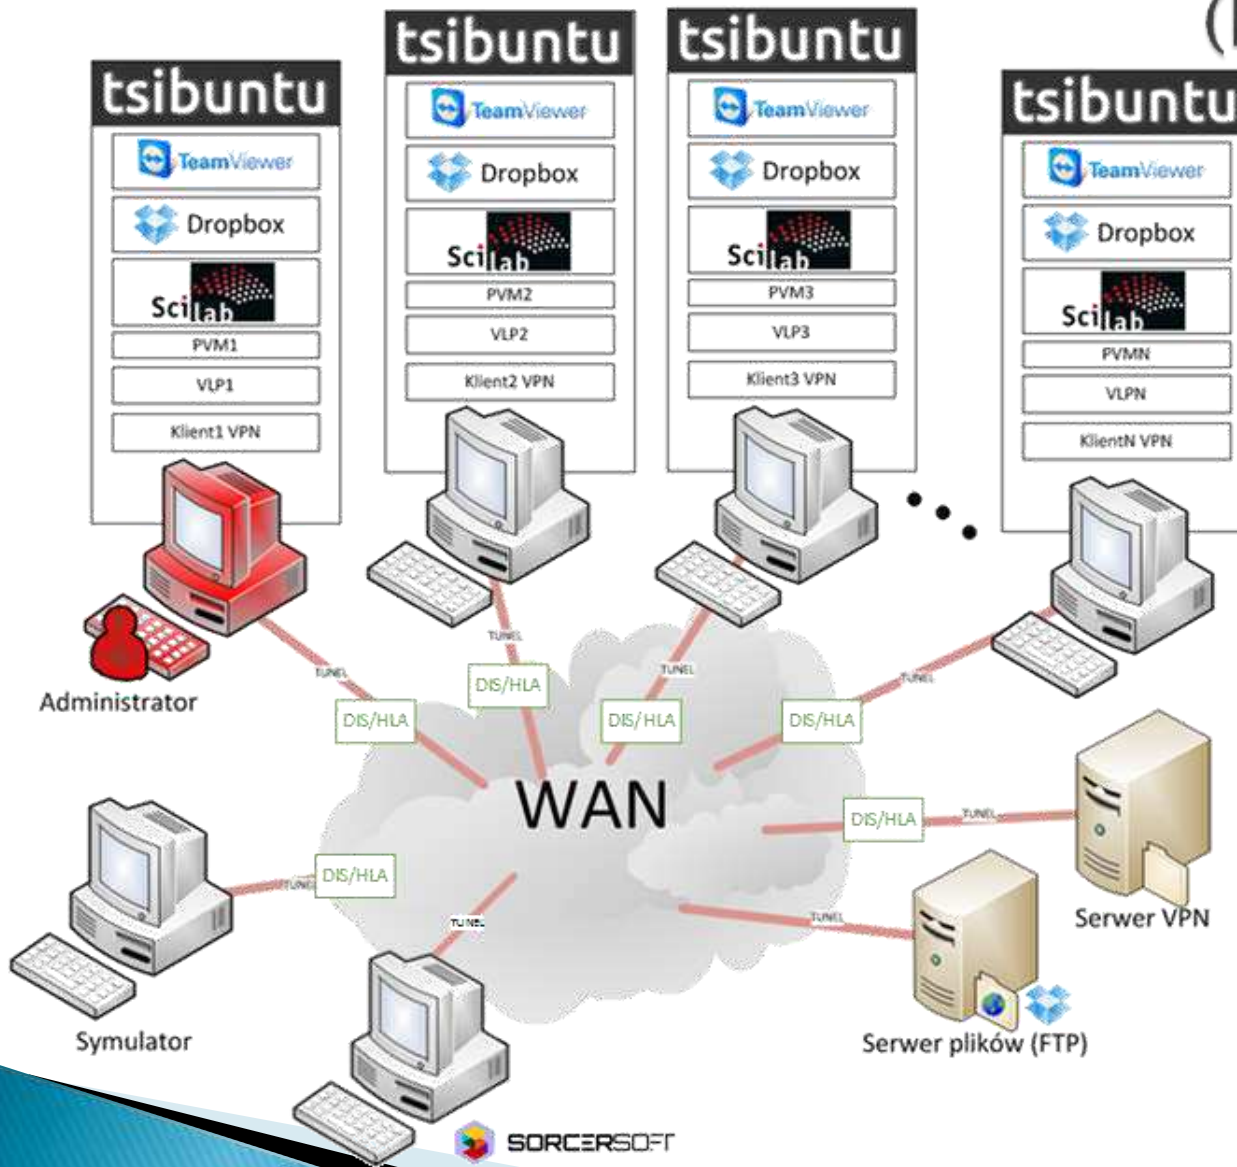 (
tsibuntu
TeamViewer
Dropbox
Scilab
PVM1
VLP1
Klient1 VPN
Administrator
tsibuntu
TeamViewer
Dropbox
Scilab
PVM2
VLP2
Klient2 VPN
tsibuntu
TeamViewer
Dropbox
Scilab
PVM3
VLP3
Klient3 VPN
tsibuntu
TeamViewer
Dropbox
Scilab
PVMN
VLPN
KlientN VPN
TUNEL
TUNEL
TUNEL
TUNEL
DIS/HLA
DIS/HLA
DIS/HLA
DIS/HLA
WAN
DIS/HLA
TUNEL
Serwer VPN
TUNEL
DIS/HLA
Symulator
TUNEL
TUNEL
Serwer plików (FTP)
SORCERSOFT